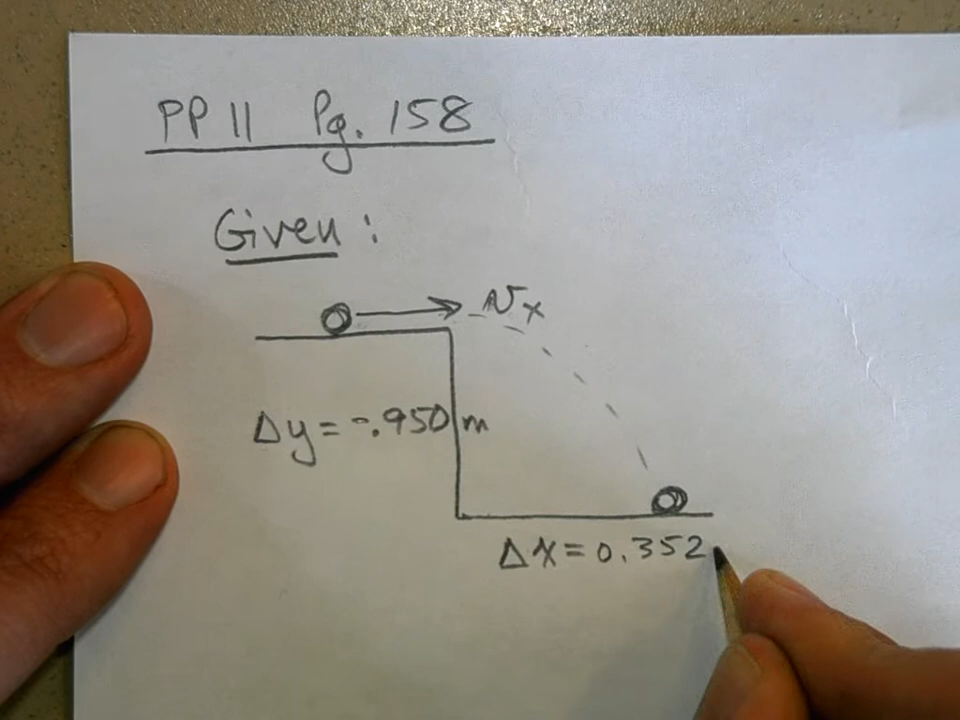 PP 11 Pg. 158
Given:
Vx
Δy = -.950 m
Δx = 0.352